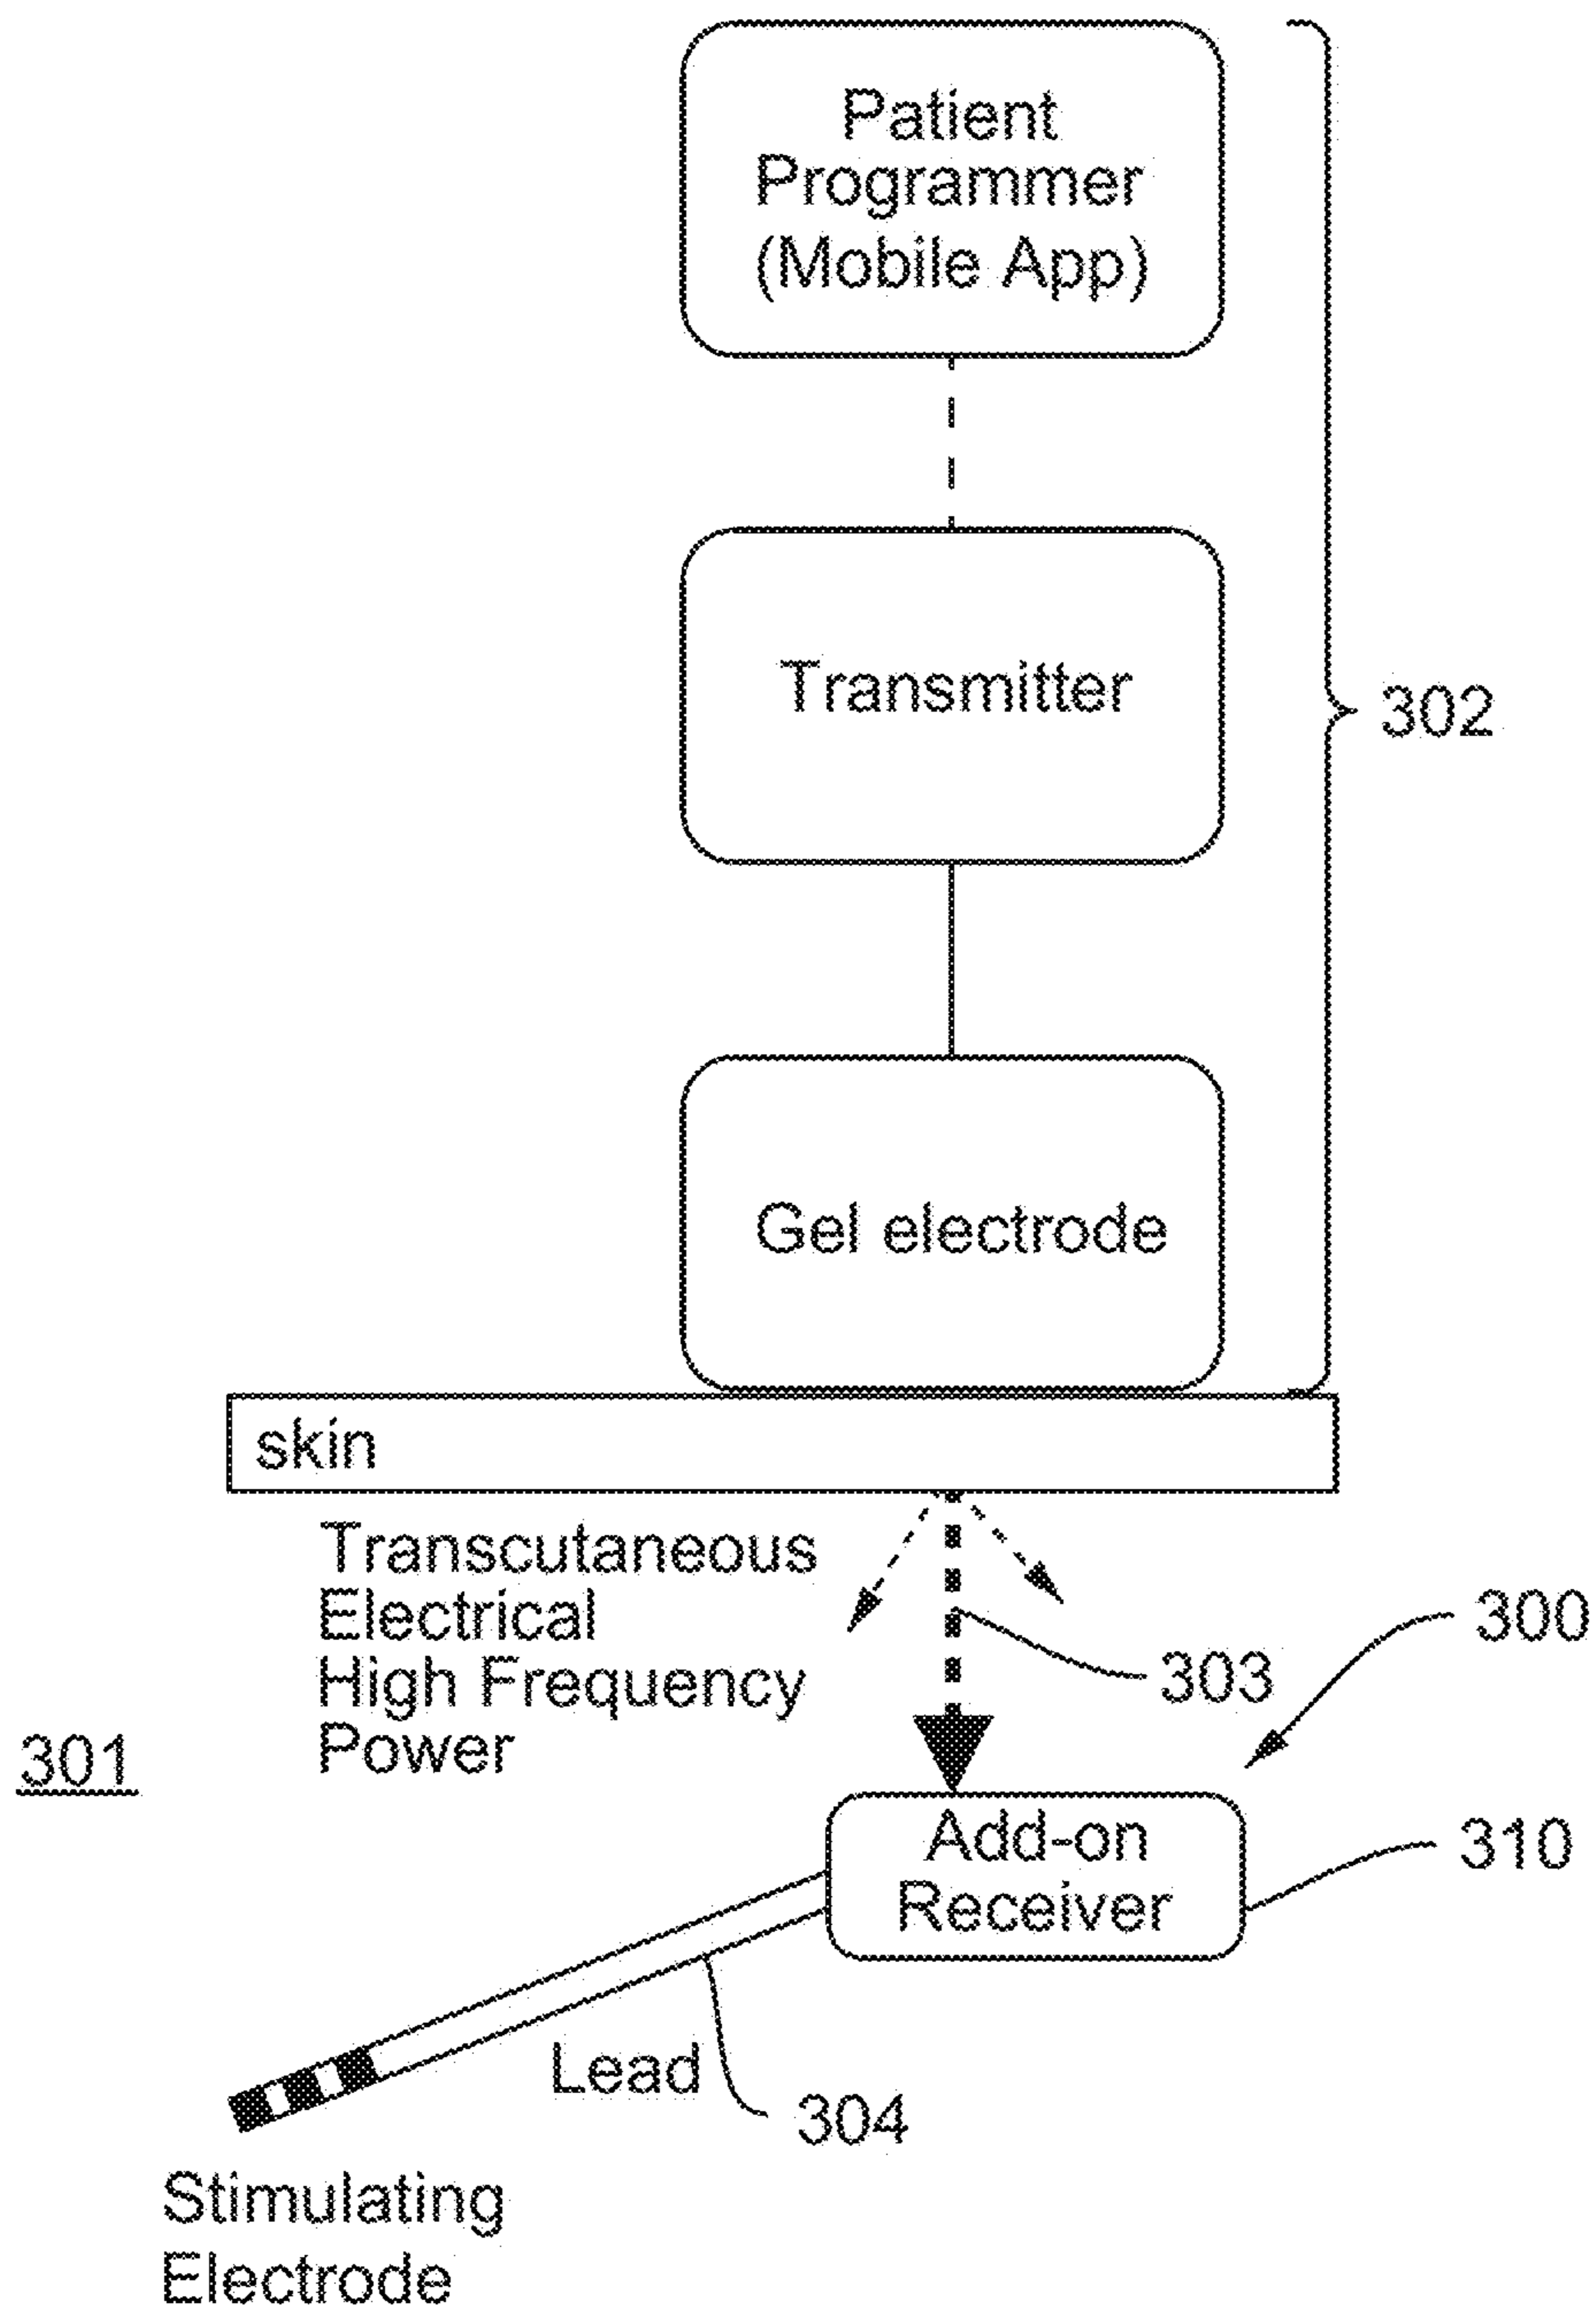 Patient
Programmer
(Mobile App)
Transmitter
302
Gel electrode
skin
Transcutaneous
Electrical
High Frequency
Power
300
303
301
Add-on
Receiver
310
Lead
304
Stimulating
Electrode